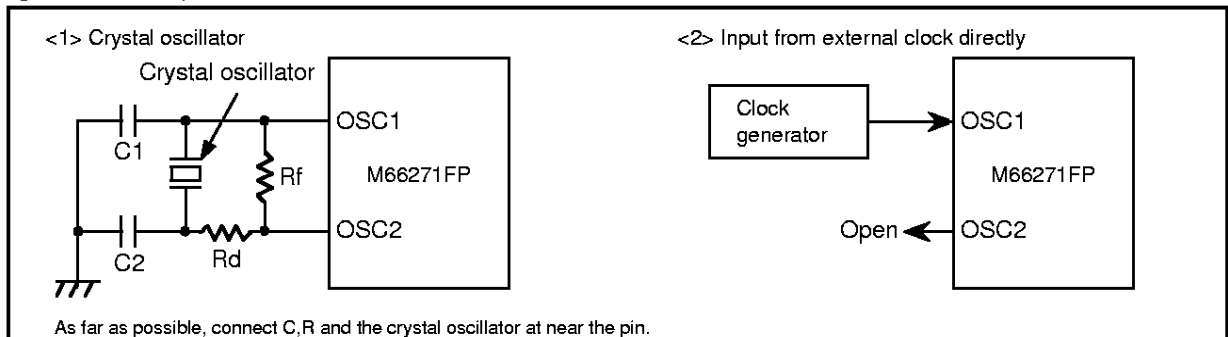 <1> Crystal oscillator
Crystal oscillator
C1
OSC1
Rf
M66271FP
OSC2
C2
Rd
As far as possible, connect C,R and the crystal oscillator at near the pin.
<2> Input from external clock directly
Clock
generator
OSC1
M66271FP
Open
OSC2